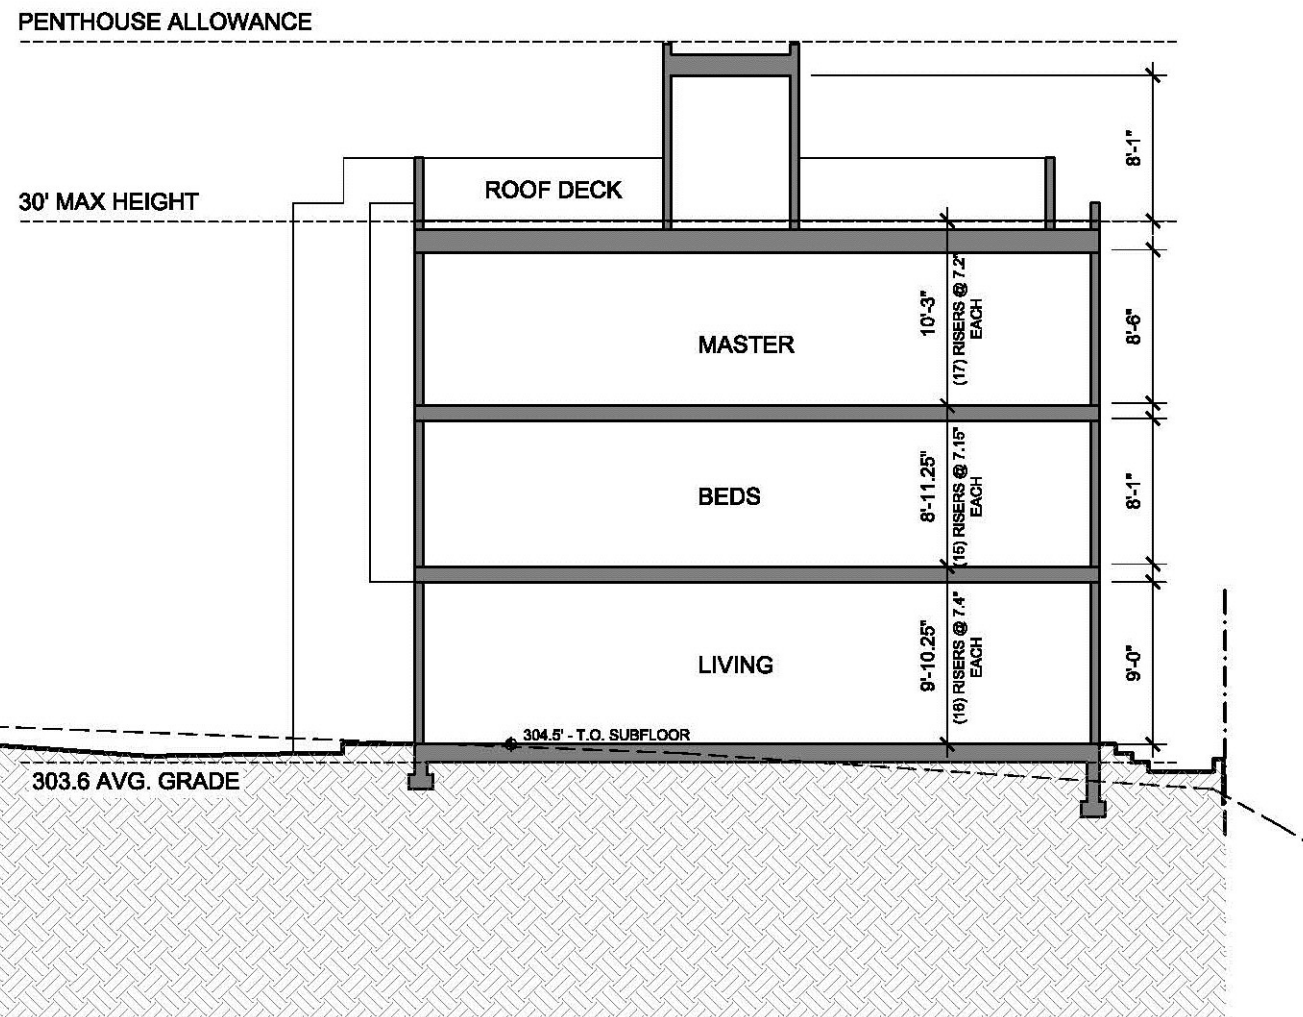 PENTHOUSE ALLOWANCE
8'-1"
30' MAX HEIGHT
ROOF DECK
MASTER
10'-3"
(17) RISERS @ 7.2"
EACH
8'-6"
BEDS
8'-11.25"
(15) RISERS @ 7.15"
EACH
8'-1"
LIVING
9'-10.25"
(16) RISERS @ 7.4"
EACH
9'-0"
304.5' - T.O. SUBFLOOR
303.6 AVG. GRADE